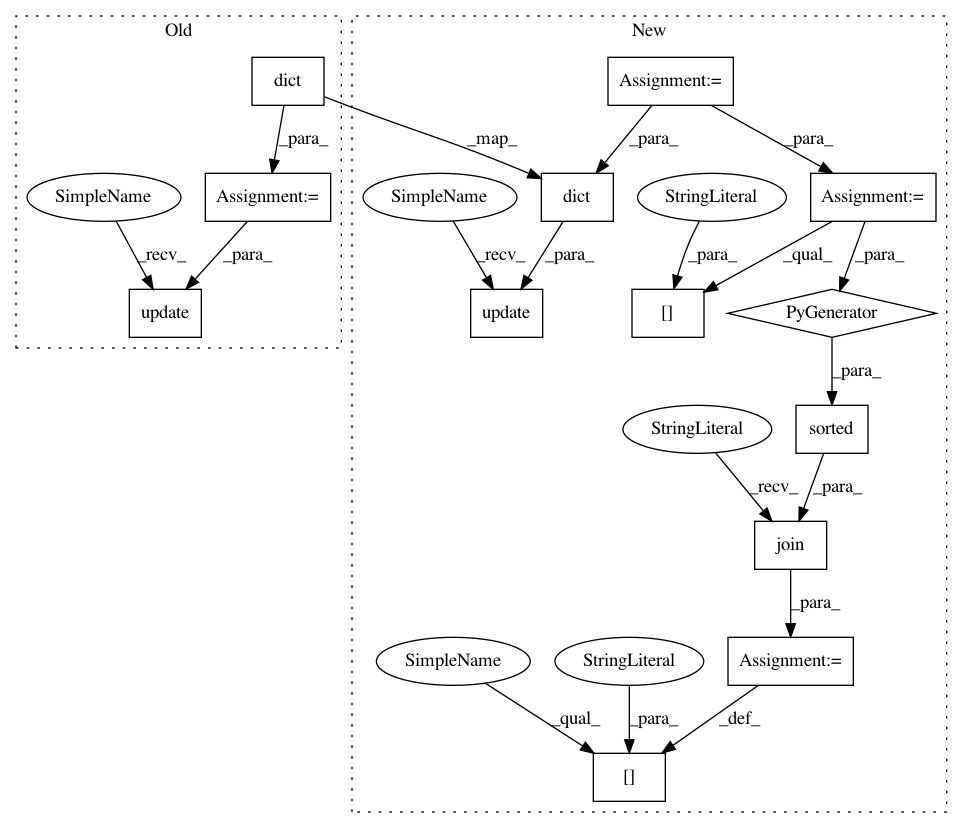 Old
New
dict
Assignment:=
_para_
_map_
_para_
_para_
SimpleName
Assignment:=
SimpleName
dict
StringLiteral
Assignment:=
_recv_
_para_
_recv_
_para_
_para_
_qual_
_para_
update
update
[]
PyGenerator
_para_
StringLiteral
sorted
_recv_
_para_
join
_para_
SimpleName
StringLiteral
Assignment:=
_qual_
_para_
_def_
[]